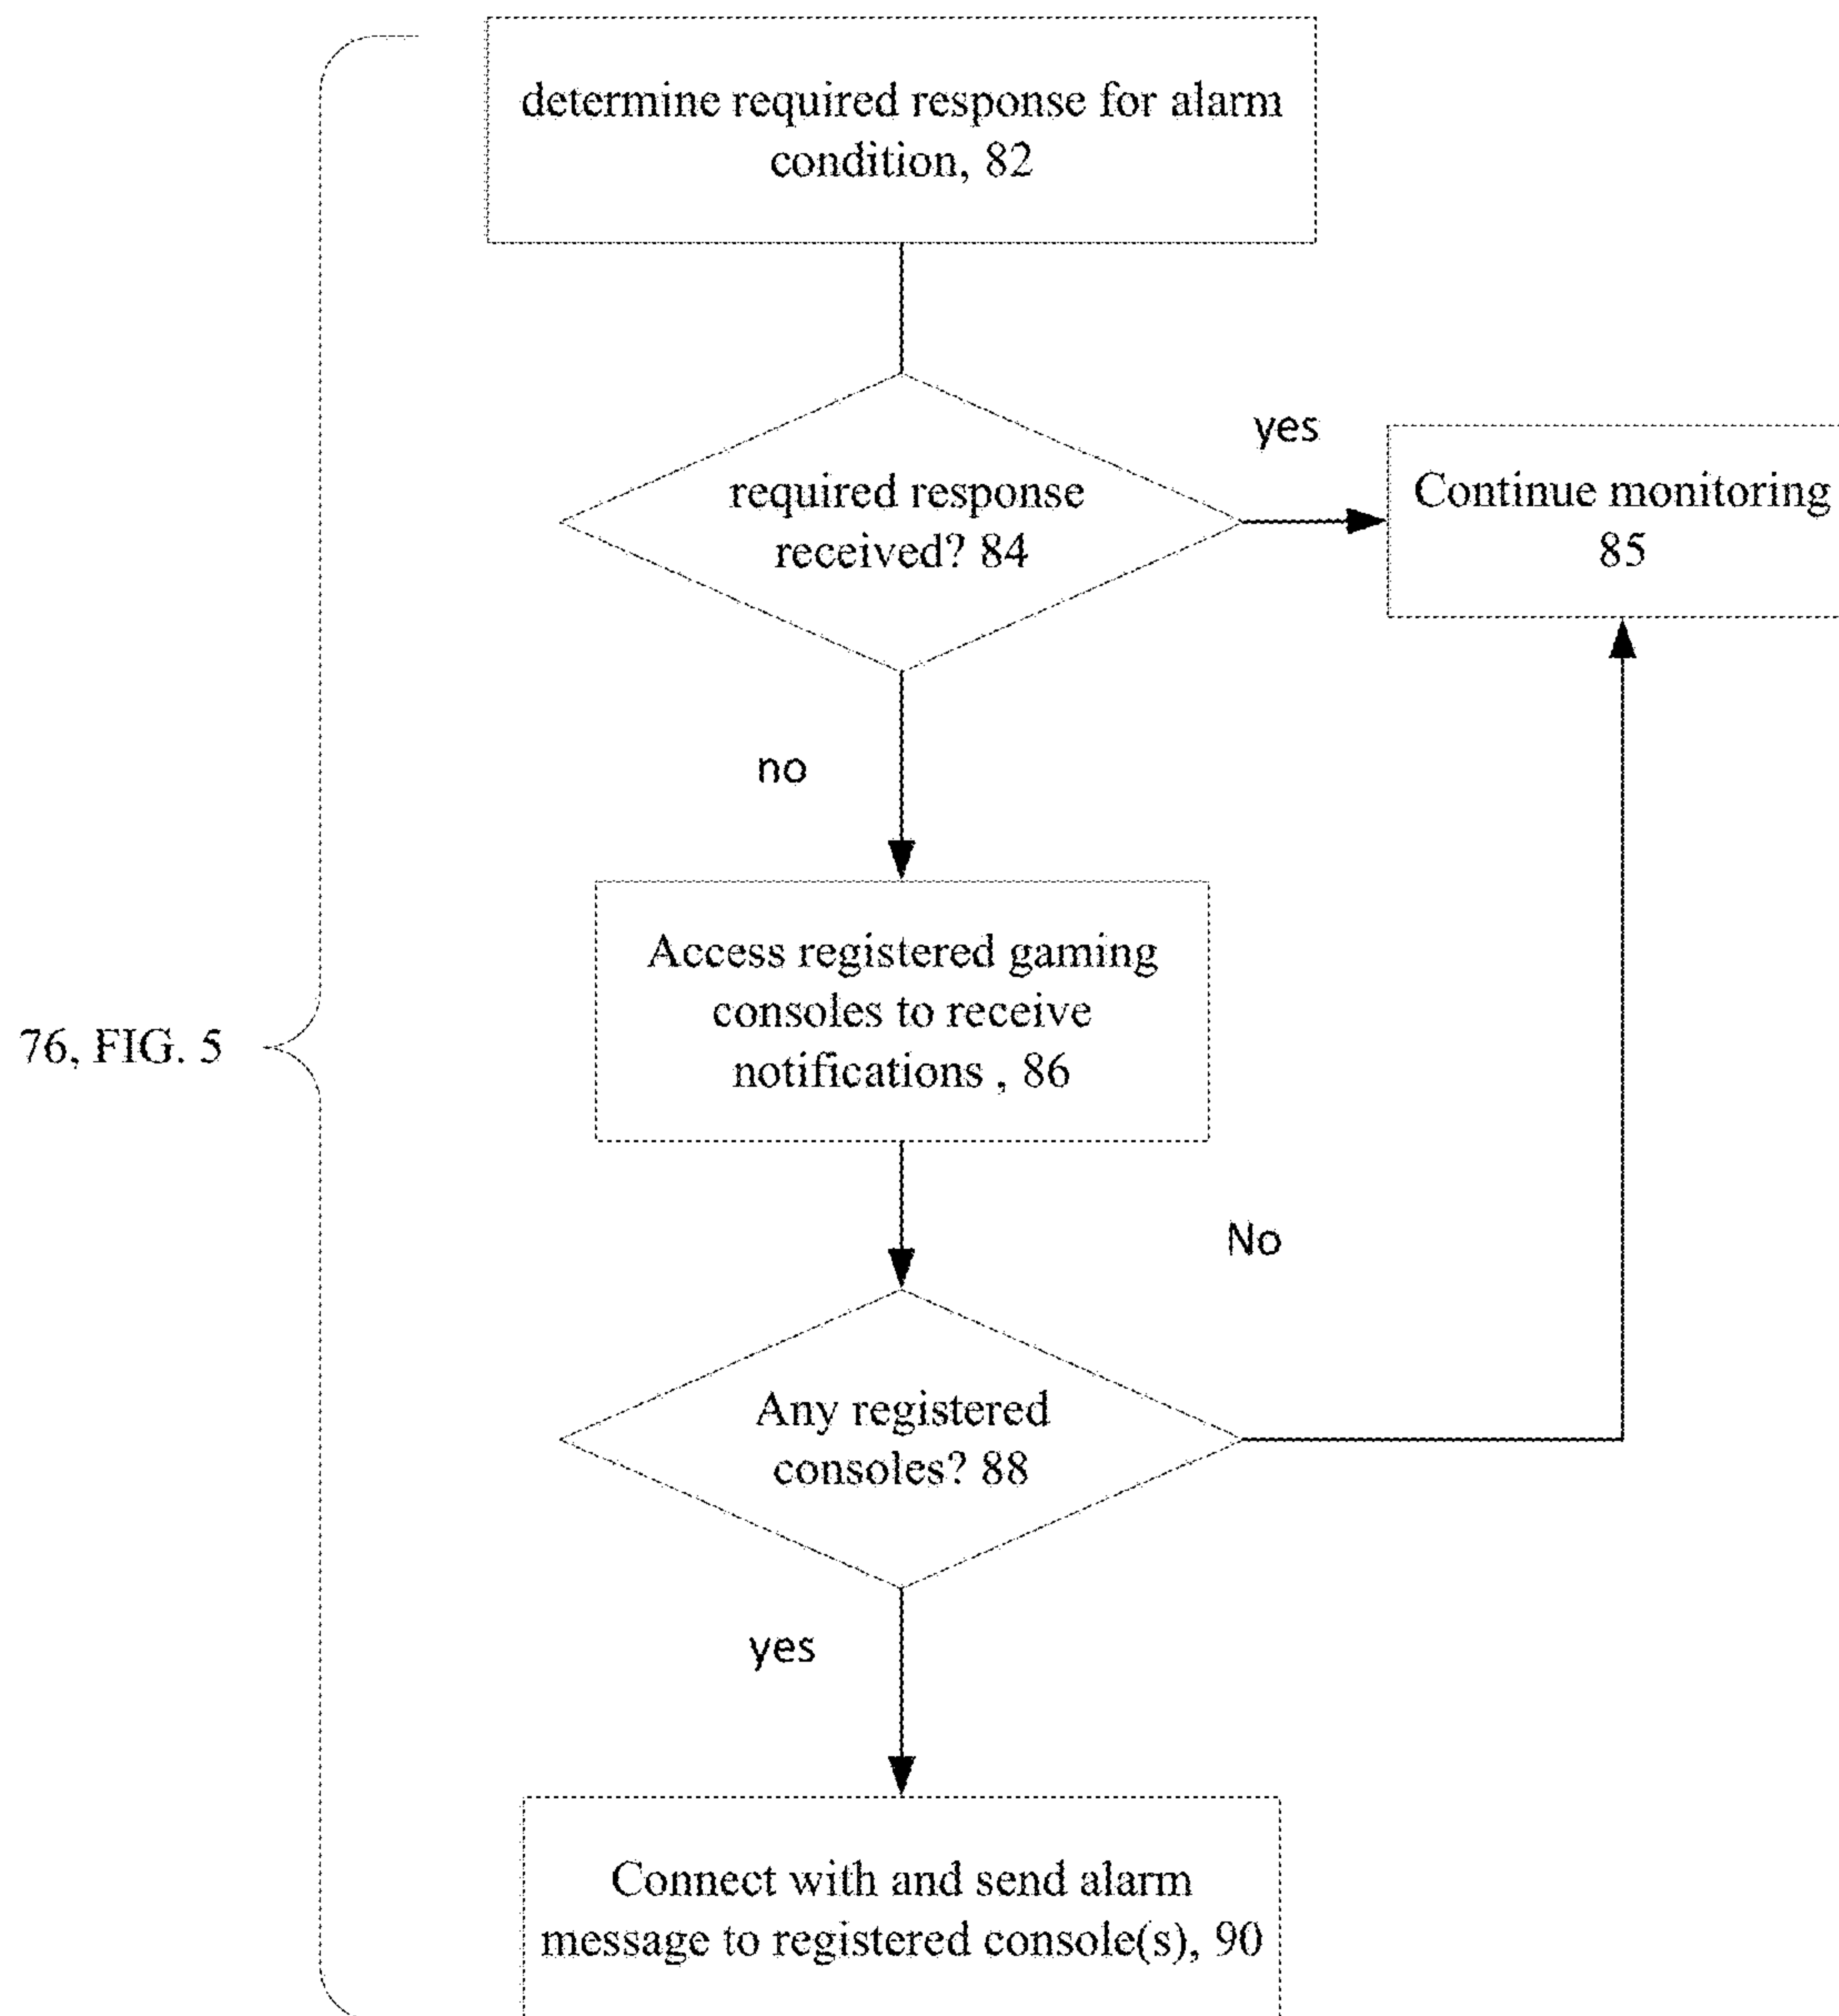 determine required response for alarm
condition, 82
yes
required response
received? 84
Continue monitoring
85
no
Access registered gaming
consoles to receive
notifications , 86
76, FIG. 5
No
Any registered
consoles? 88
yes
Connect with and send alarm
message to registered console(s), 90